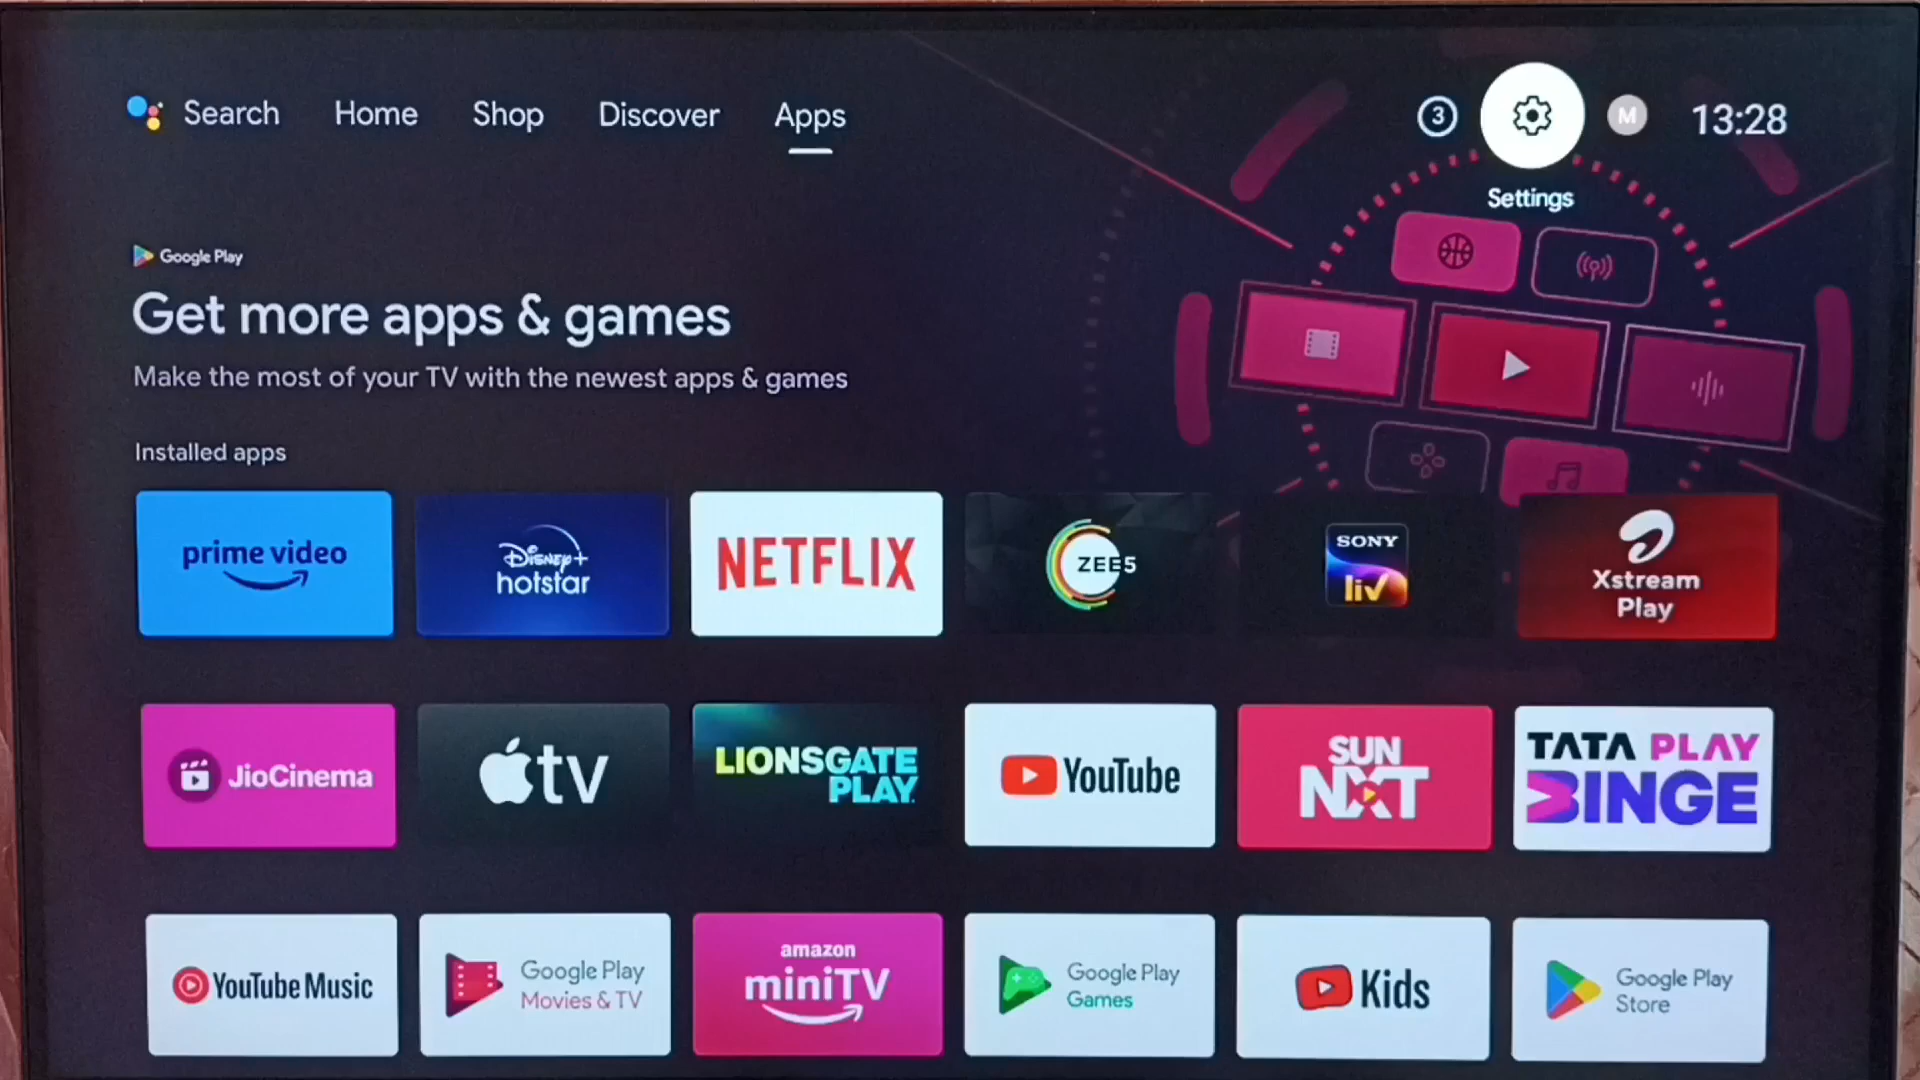 Search Home Shop Discover Apps 3 M 13:28
Settings
Google Play
Get more apps & games
Make the most of your TV with the newest apps & games
Installed apps
prime video
Disney+
hotstar
NETFLIX
ZEE5
SONY
liv
Xstream
Play
JioCinema
tv
LIONSGATE
PLAY
YouTube
SUN
NXT
TATA PLAY
BINGE
YouTube Music
Google Play
Movies & TV
amazon
miniTV
Google Play
Games
Kids
Google Play
Store